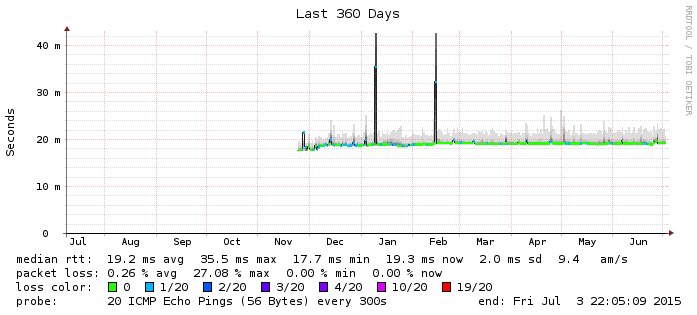 Last 360 Days
RRDTOOL / TOBI OETIKER
Seconds
40 m
30 m
20 m
10 m
0
Jul Aug Sep Oct Nov Dec Jan Feb Mar Apr May Jun
median rtt: 19.2 ms avg 35.5 ms max 17.7 ms min 19.3 ms now 2.0 ms sd 9.4 am/s
packet loss: 0.26 % avg 27.08 % max 0.00 % min 0.00 % now
loss color: 0 1/20 2/20 3/20 4/20 10/20 19/20
probe: 20 ICMP Echo Pings (56 Bytes) every 300s end: Fri Jul 3 22:05:09 2015